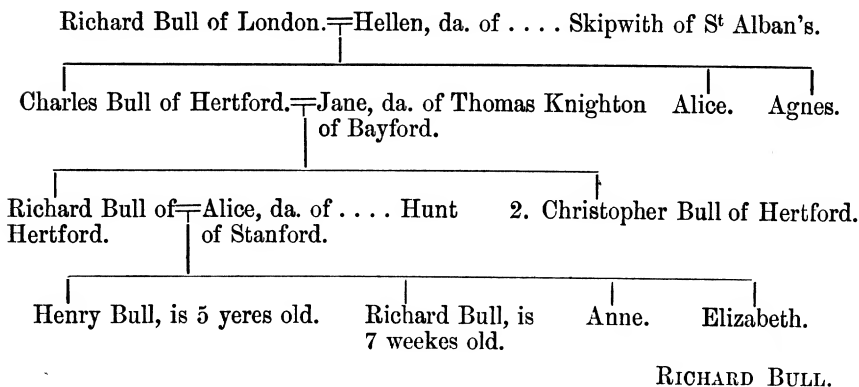 Richard Bull of London.=Hellen, da. of .... Skipwith of St Alban's.
Charles Bull of Hertford.=Jane, da. of Thomas Knighton Alice. Agnes.
of Bayford.
Richard Bull of=Alice, da. of .... Hunt 2. Christopher Bull of Hertford.
Hertford. of Stanford.
Henry Bull, is 5 yeres old. Richard Bull, is Anne. Elizabeth.
7 weekes old.
RICHARD BULL.